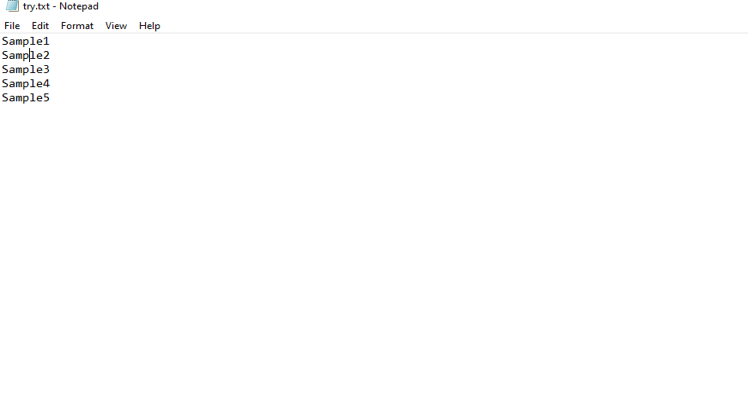 try.txt - Notepad
File Edit Format View Help
Sample1
Sample2
Sample3
Sample4
Sample5